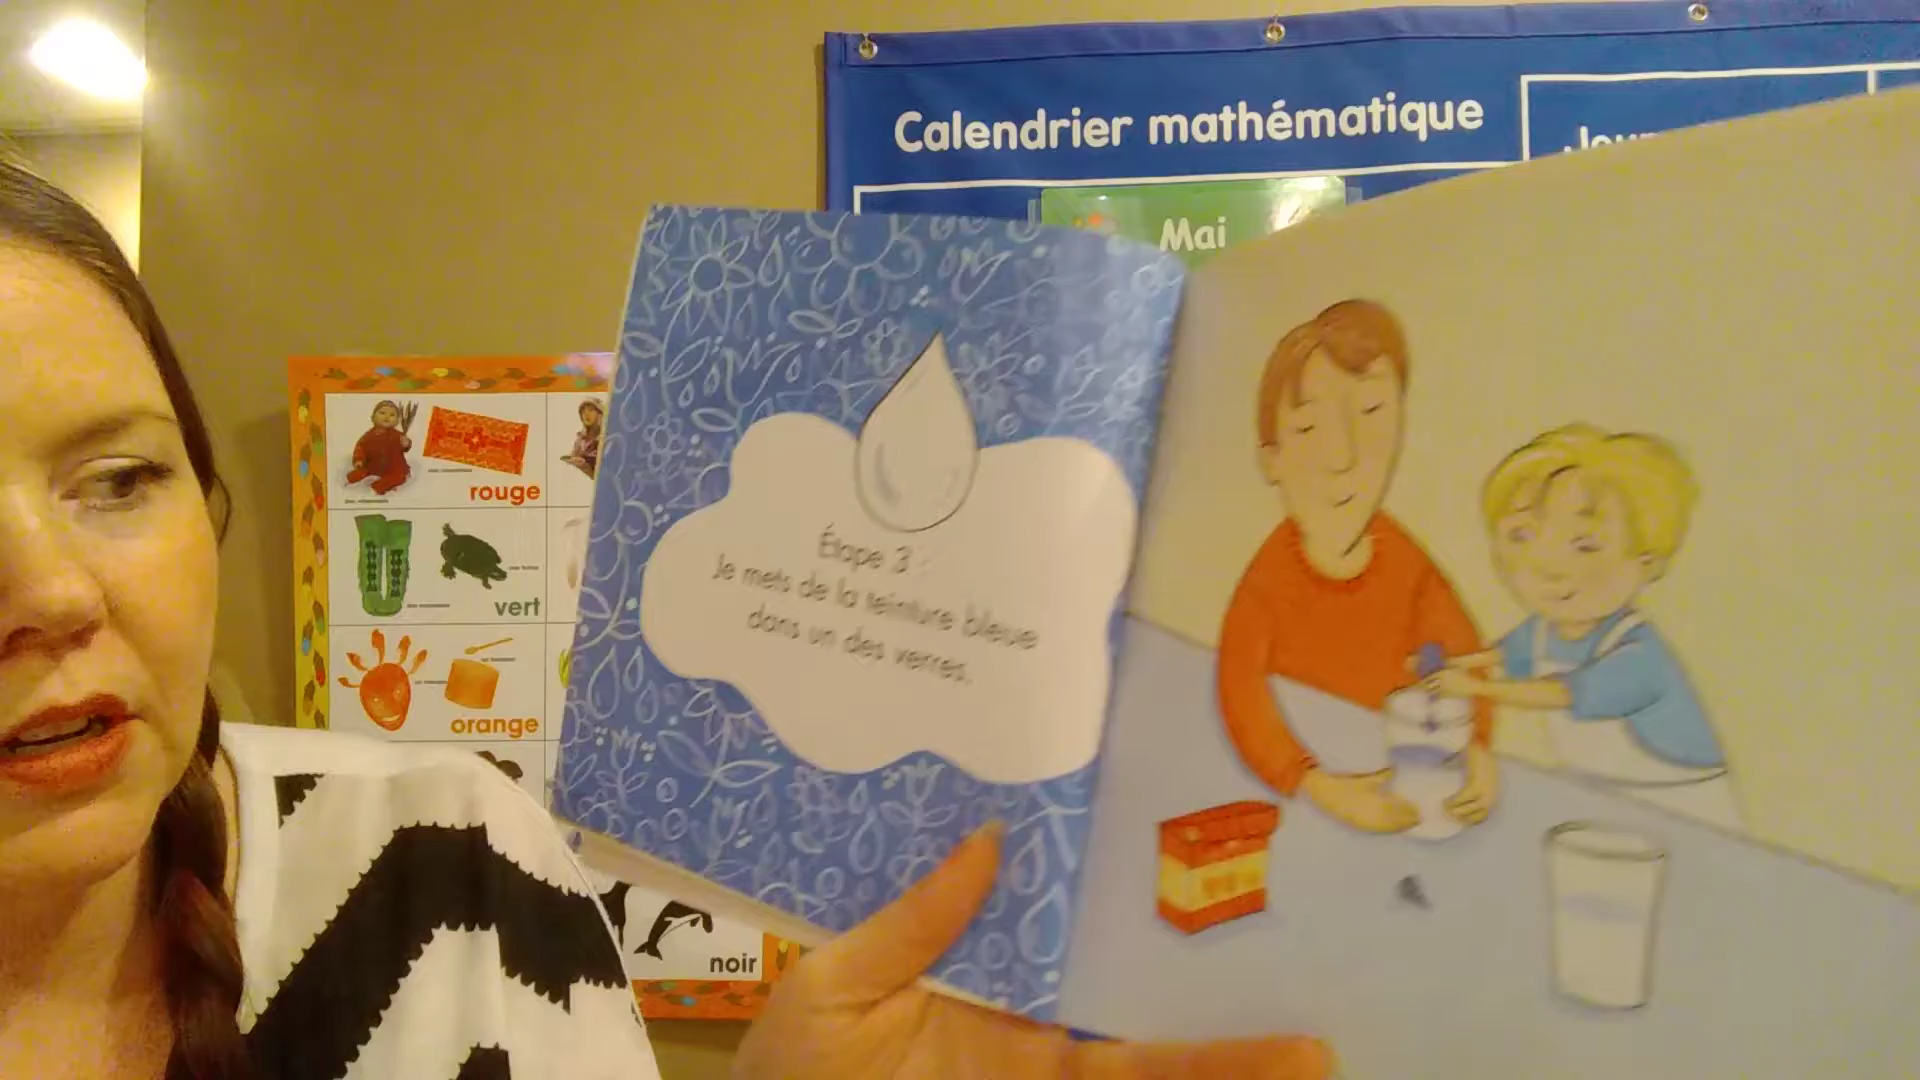 Calendrier mathématique
Mai
rouge
vert
orange
noir
Étape 3 :
Je mets de la teinture bleue
dans un des verres.